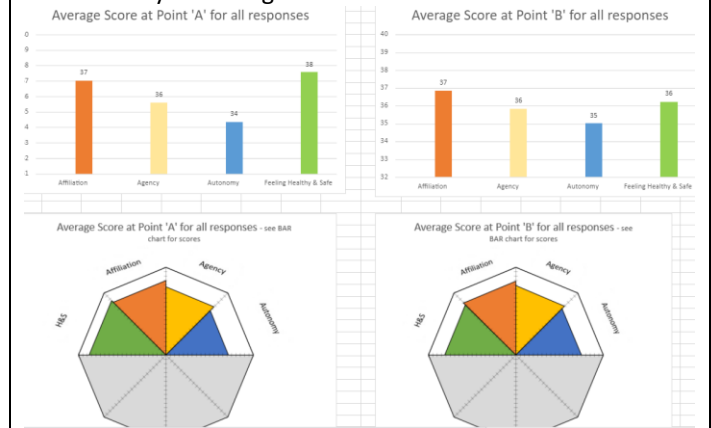 Average Score at Point 'A' for all responses
0
9
8
7
6
5
4
3
2
1
37
36
34
38
Affiliation
Agency
Autonomy
Feeling Healthy & Safe
Average Score at Point 'B' for all responses
40
39
38
37
36
35
34
33
32
37
36
35
36
Affiliation
Agency
Autonomy
Feeling Healthy & Safe
Average Score at Point 'A' for all responses - see BAR
chart for scores
H&S
Affiliation
Agency
Autonomy
Average Score at Point 'B' for all responses - see
BAR chart for scores
H&S
Affiliation
Agency
Autonomy